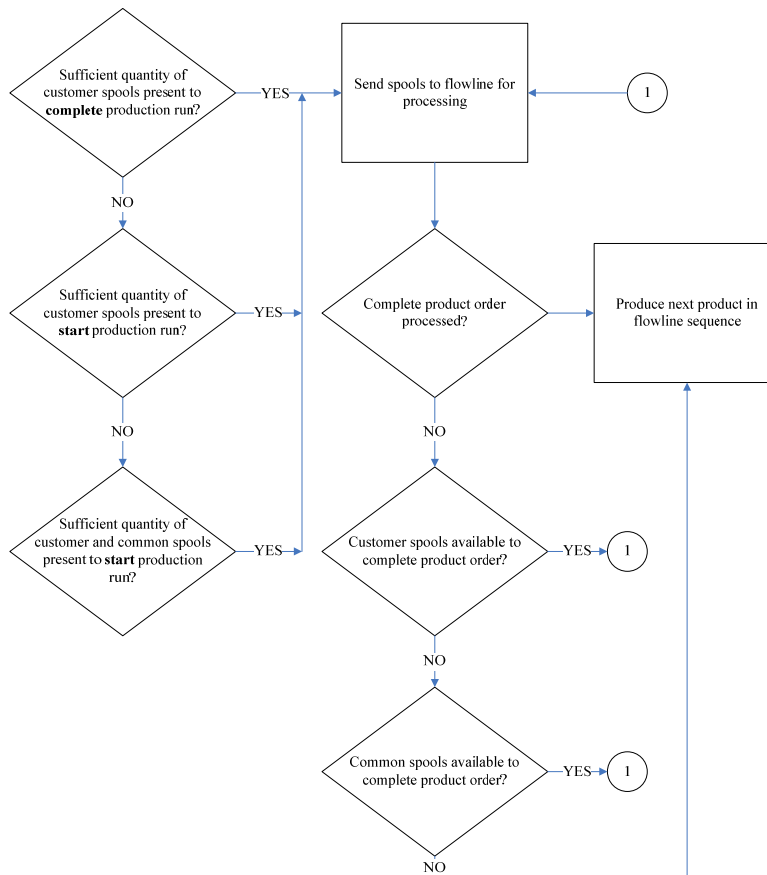 Sufficient quantity of
customer spools present to
complete production run?
YES
Send spools to flowline for
processing
1
NO
Sufficient quantity of
customer spools present to
start production run?
YES
Complete product order
processed?
Produce next product in
flowline sequence
NO
NO
Sufficient quantity of
customer and common spools
present to start production
run?
YES
Customer spools available to
complete product order?
YES
1
NO
Common spools available to
complete product order?
YES
1
NO